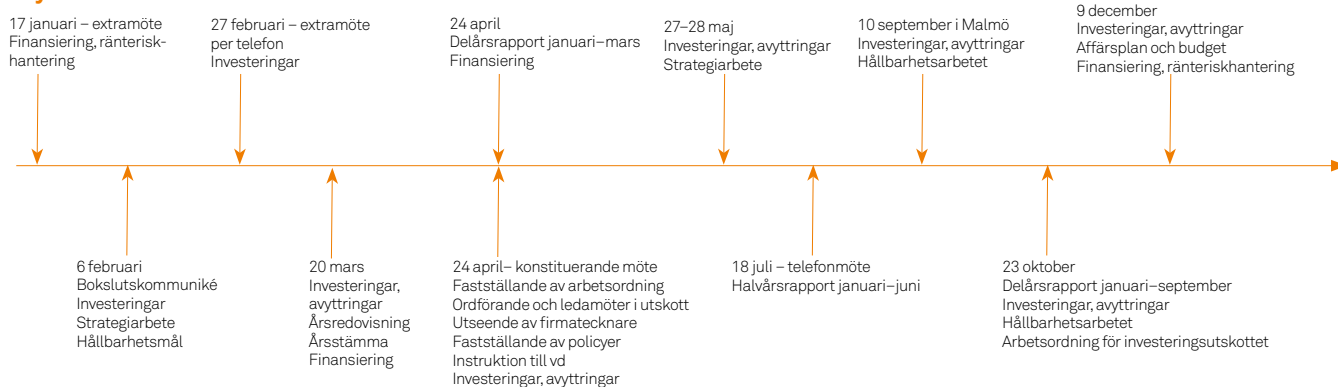 17 januari – extramöte
Finansiering, ränterisk-
hantering
27 februari – extramöte
per telefon
Investeringar
24 april
Delårsrapport januari–mars
Finansiering
27–28 maj
Investeringar, avyttringar
Strategiarbete
10 september i Malmö
Investeringar, avyttringar
Hållbarhetsarbetet
9 december
Investeringar, avyttringar
Affärsplan och budget
Finansiering, ränteriskhantering
6 februari
Bokslutskommuniké
Investeringar
Strategiarbete
Hållbarhetsmål
20 mars
Investeringar,
avyttringar
Årsredovisning
Årsstämma
Finansiering
24 april– konstituerande möte
Fastställande av arbetsordning
Ordförande och ledamöter i utskott
Utseende av firmatecknare
Fastställande av policyer
Instruktion till vd
Investeringar, avyttringar
18 juli – telefonmöte
Halvårsrapport januari–juni
23 oktober
Delårsrapport januari–september
Investeringar, avyttringar
Hållbarhetsarbetet
Arbetsordning för investeringsutskottet